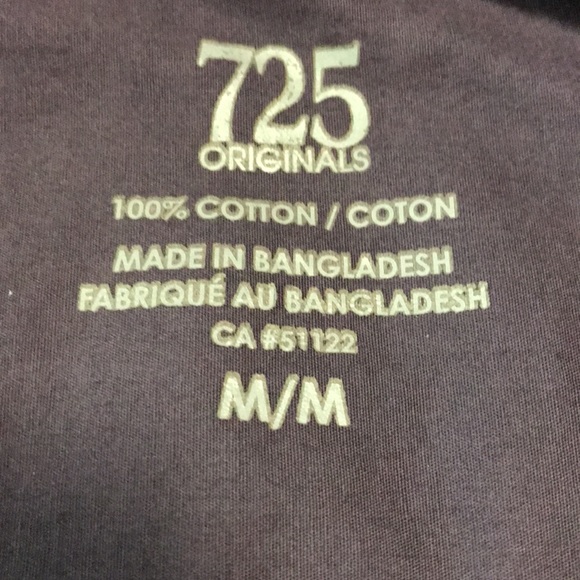 725
ORIGINALS
100% COTTON / COTON
MADE IN BANGLADESH
FABRIQUÉ AU BANGLADESH
CA #51122
M/M